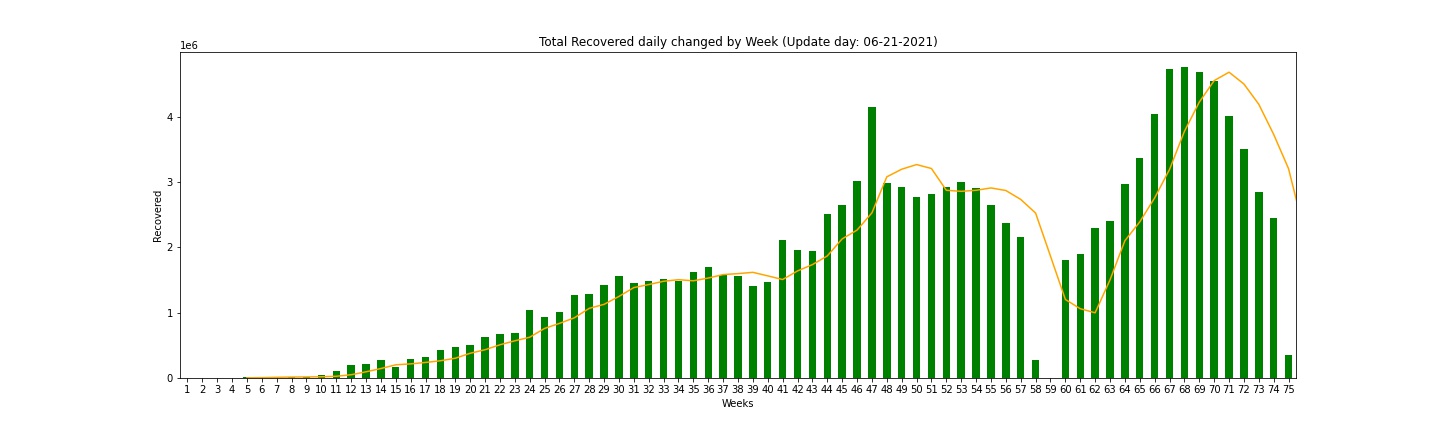 Total Recovered daily changed by Week (Update day: 06-21-2021)
1e6
4
3
2
1
0
Recovered
1 2 3 4 5 6 7 8 9 10 11 12 13 14 15 16 17 18 19 20 21 22 23 24 25 26 27 28 29 30 31 32 33 34 35 36 37 38 39 40 41 42 43 44 45 46 47 48 49 50 51 52 53 54 55 56 57 58 59 60 61 62 63 64 65 66 67 68 69 70 71 72 73 74 75
Weeks